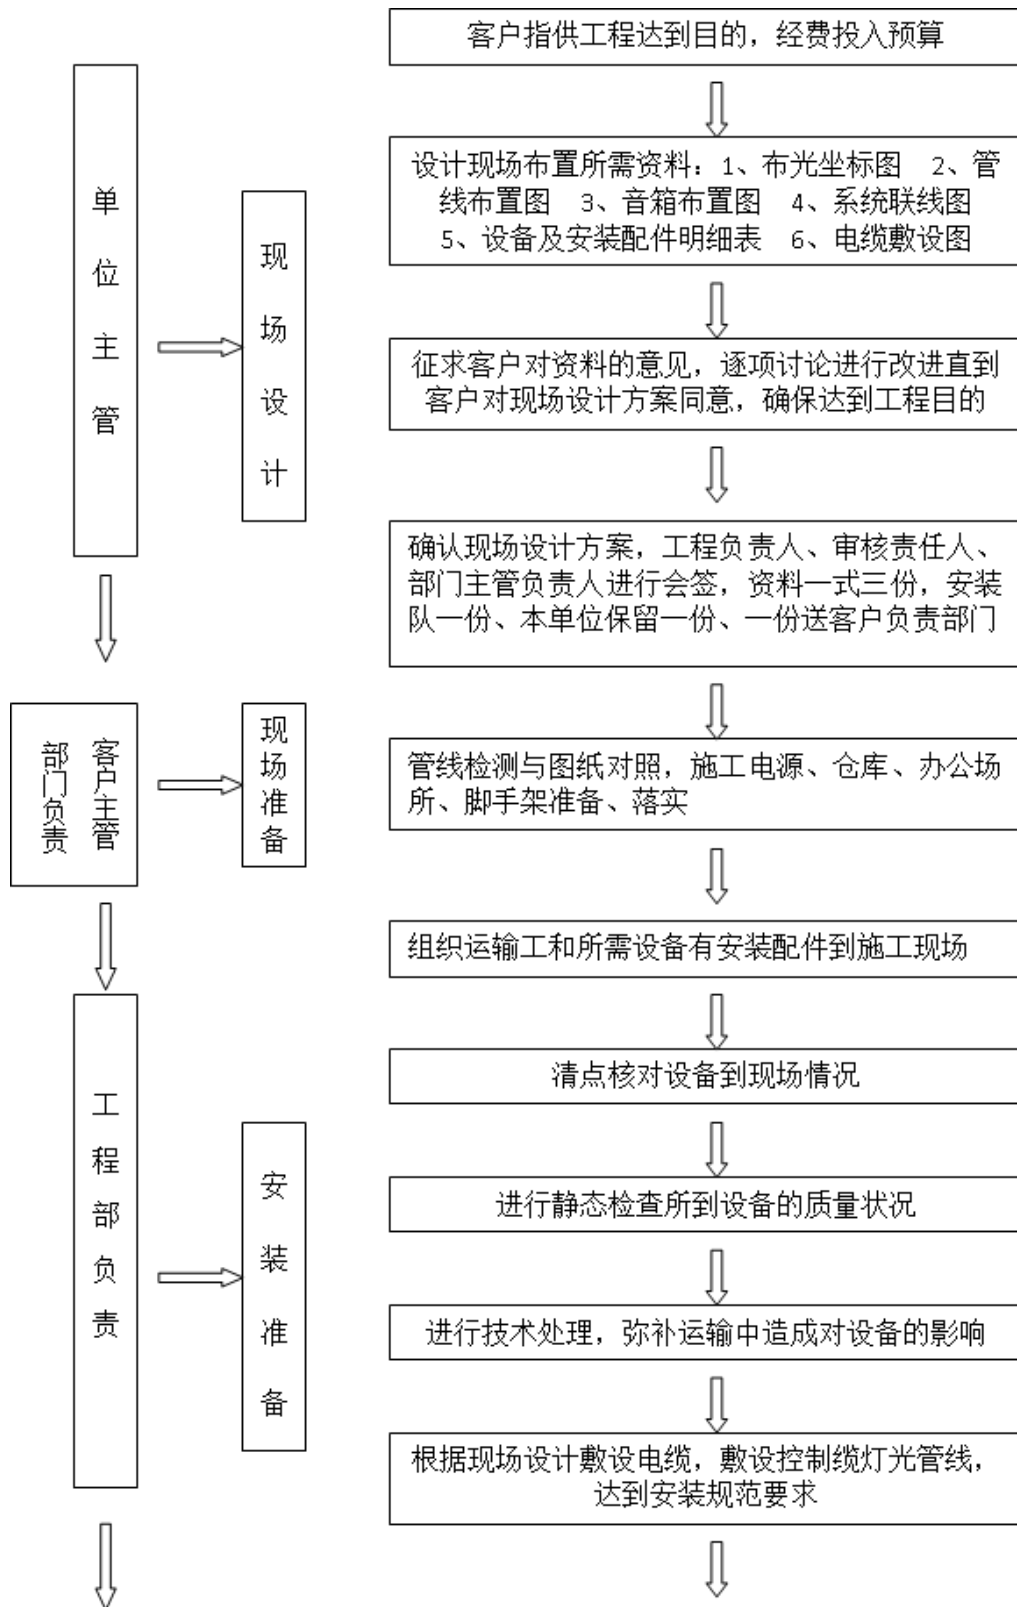 客户指供工程达到目的，经费投入预算
单位主管
现场设计
设计现场布置所需资料：1、布光坐标图 2、管
线布置图 3、音箱布置图 4、系统联线图
5、设备及安装配件明细表 6、电缆敷设图
征求客户对资料的意见，逐项讨论进行改进直到
客户对现场设计方案同意，确保达到工程目的
确认现场设计方案，工程负责人、审核责任人、
部门主管负责人进行会签，资料一式三份，安装
队一份、本单位保留一份、一份送客户负责部门
客户主管
部门负责
现场准备
管线检测与图纸对照，施工电源、仓库、办公场
所、脚手架准备、落实
组织运输工和所需设备有安装配件到施工现场
工程部负责
安装准备
清点核对设备到现场情况
进行静态检查所到设备的质量状况
进行技术处理，弥补运输中造成对设备的影响
根据现场设计敷设电缆，敷设控制缆灯光管线，
达到安装规范要求